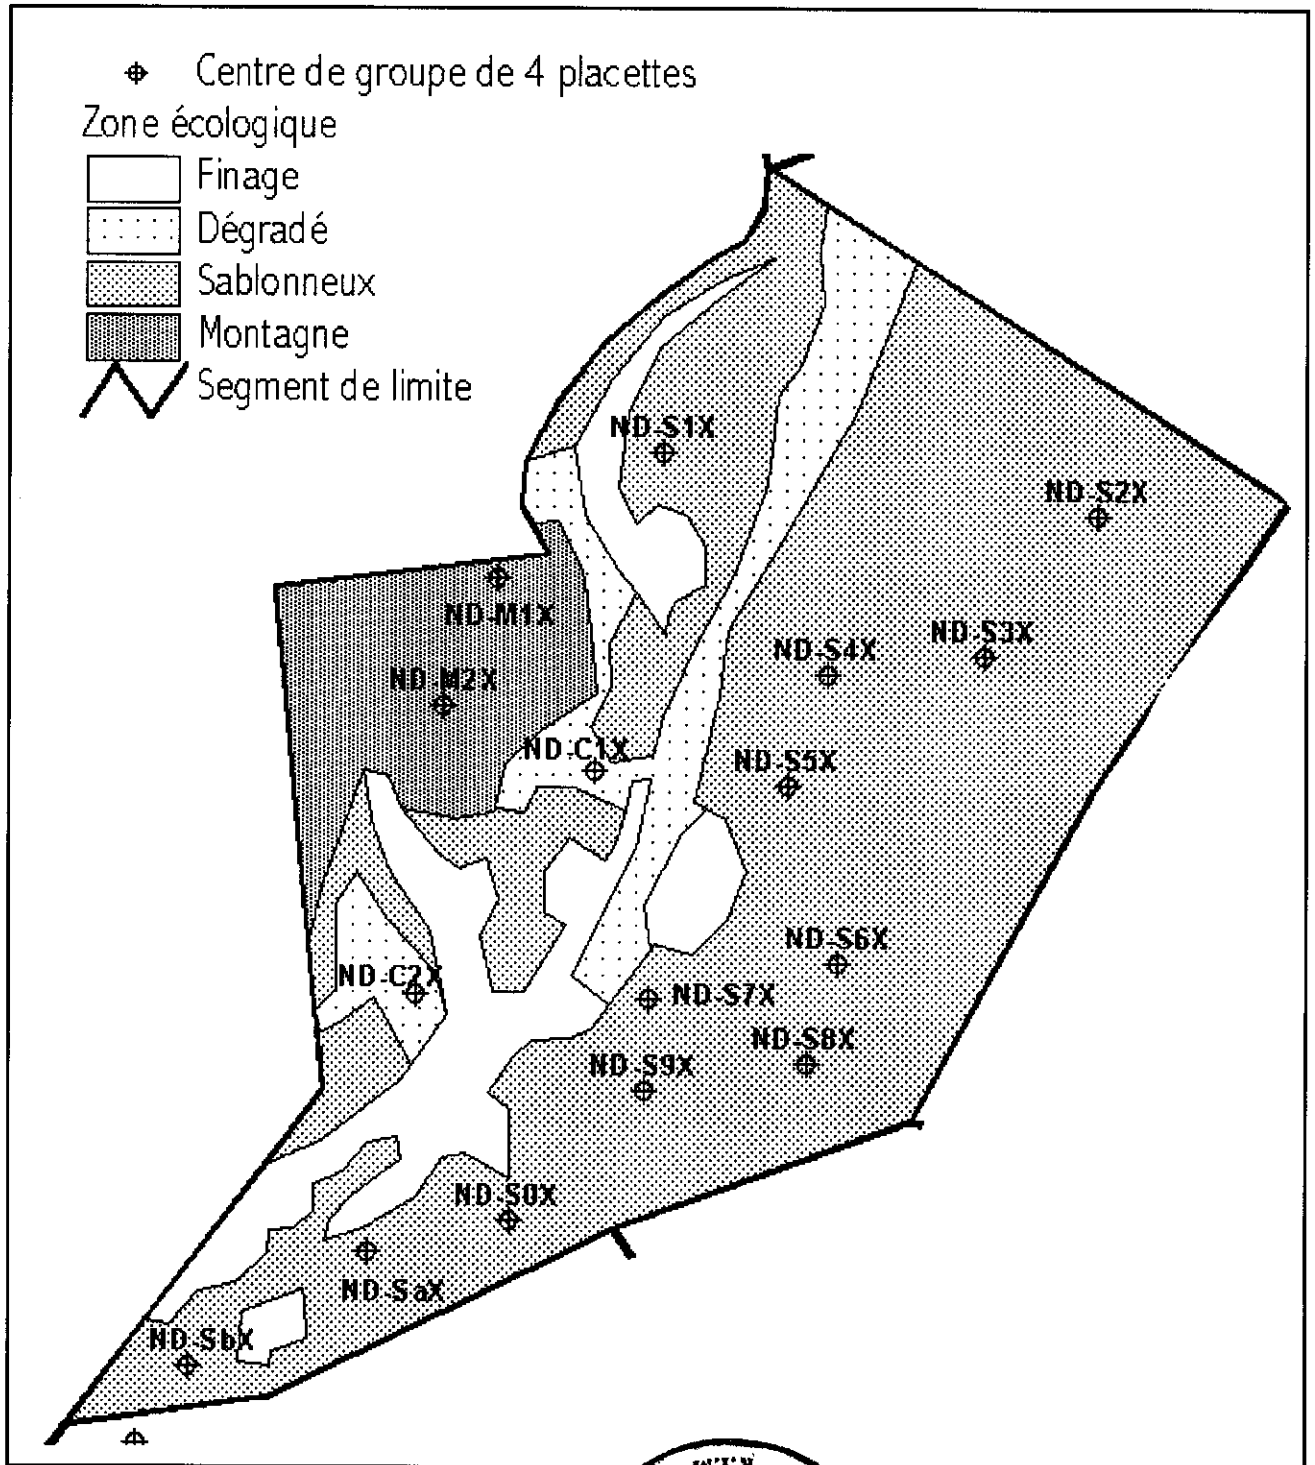 Centre de groupe de 4 placettes
Zone écologique
Finage
Dégradé
Sablonneux
Montagne
Segment de limite
ND-S1X
ND-S2X
ND-M1X
ND-S3X
ND-S4X
ND-M2X
ND-C1X
ND-S5X
ND-S6X
ND-C2X
ND-S7X
ND-S8X
ND-S9X
ND-S0X
ND-SaX
ND-SbX